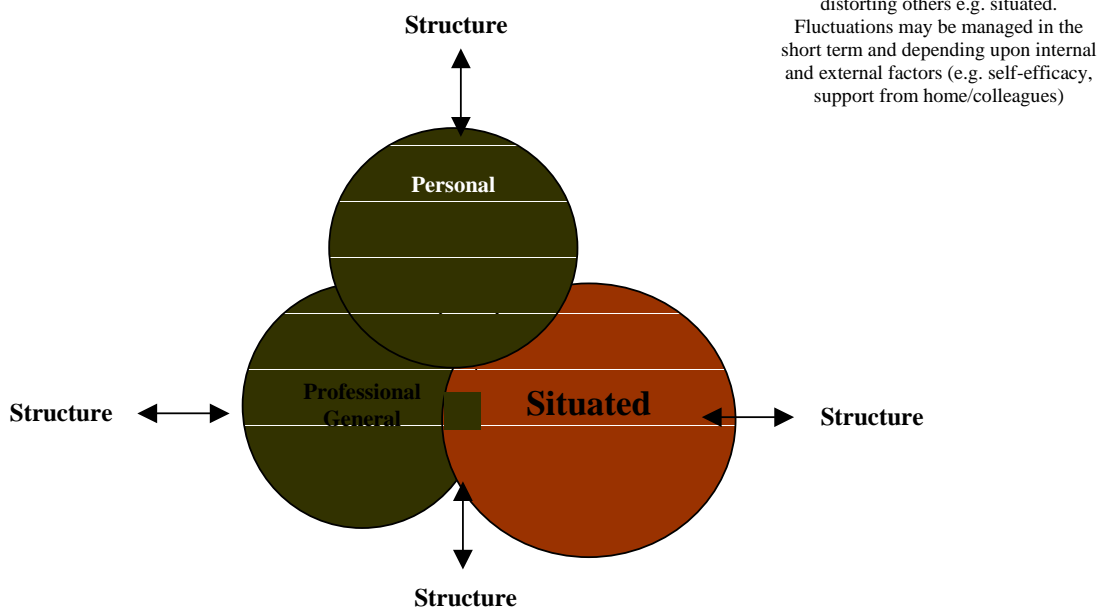 distorting others e.g. situated.
Fluctuations may be managed in the
short term and depending upon internal
and external factors (e.g. self-efficacy,
support from home/colleagues)
Structure
Personal
Professional
General
Situated
Structure
Structure
Structure